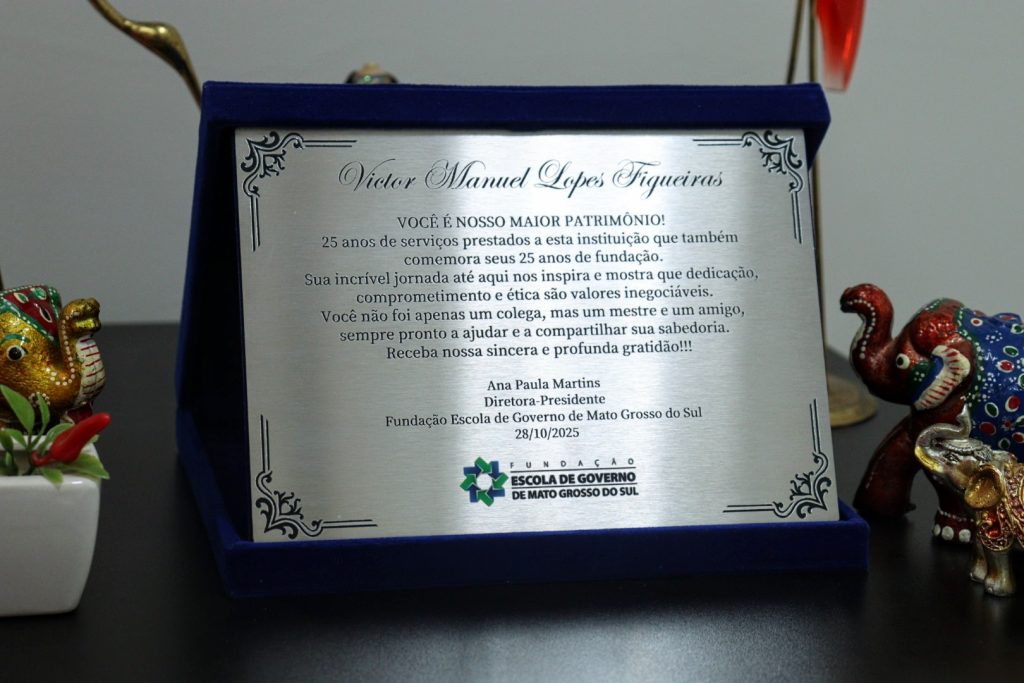 Victor Manuel Lopes Figueiras
VOCÊ É NOSSO MAIOR PATRIMÔNIO!
25 anos de serviços prestados a esta instituição que também
comemora seus 25 anos de fundação.
Sua incrível jornada até aqui nos inspira e mostra que dedicação,
comprometimento e ética são valores inegociáveis.
Você não foi apenas um colega, mas um mestre e um amigo,
sempre pronto a ajudar e a compartilhar sua sabedoria.
Receba nossa sincera e profunda gratidão!!!
Ana Paula Martins
Diretora-Presidente
Fundação Escola de Governo de Mato Grosso do Sul
28/10/2025
FUNDAÇÃO
ESCOLA DE GOVERNO
DE MATO GROSSO DO SUL